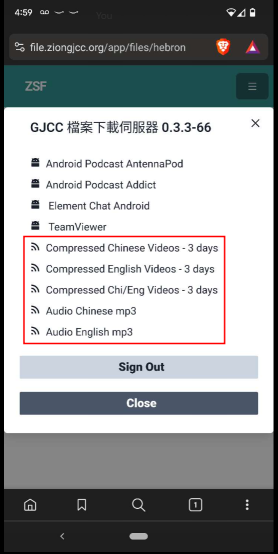 4:59
You
file.ziongjcc.org/app/files/hebron
ZSF
GJCC 檔案下載伺服器 0.3.3-66
Android Podcast AntennaPod
Android Podcast Addict
Element Chat Android
TeamViewer
Compressed Chinese Videos - 3 days
Compressed English Videos - 3 days
Compressed Chi/Eng Videos - 3 days
Audio Chinese mp3
Audio English mp3
Sign Out
Close
1